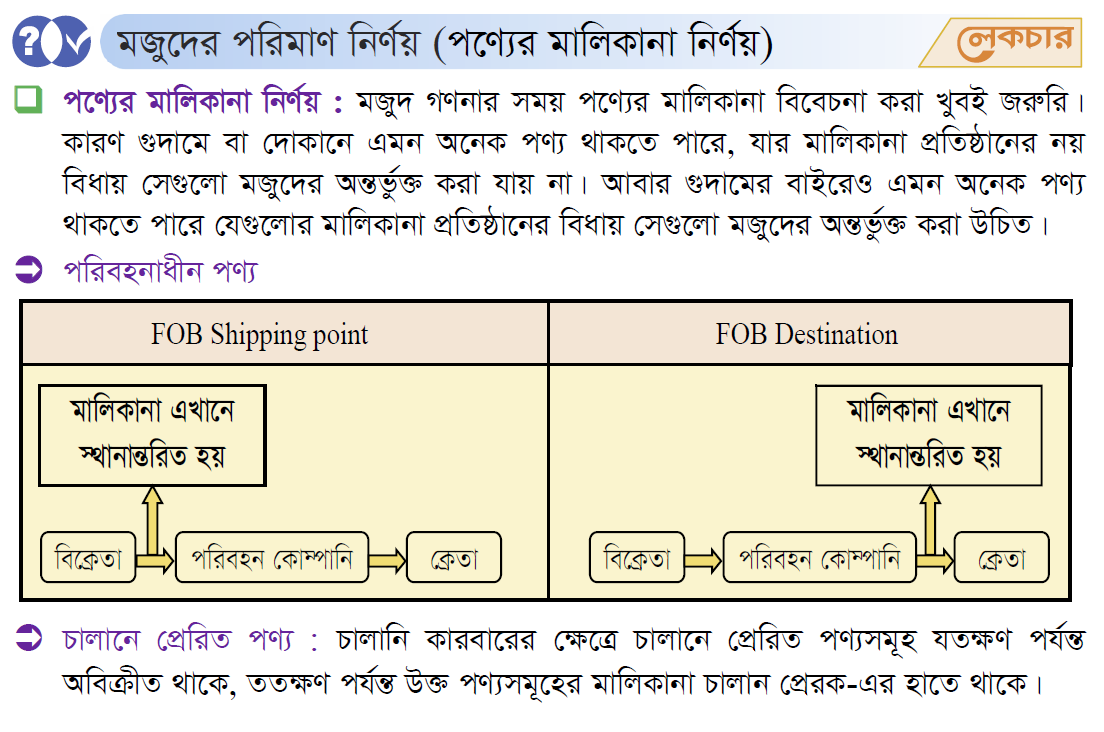 মজুদের পরিমাণ নির্ণয় (পণ্যের মালিকানা নির্ণয়)
লেকচার
পণ্যের মালিকানা নির্ণয় : মজুদ গণনার সময় পণ্যের মালিকানা বিবেচনা করা খুবই জরুরি।
কারণ গুদামে বা দোকানে এমন অনেক পণ্য থাকতে পারে, যার মালিকানা প্রতিষ্ঠানের নয়
বিধায় সেগুলো মজুদের অন্তর্ভুক্ত করা যায় না। আবার গুদামের বাইরেও এমন অনেক পণ্য
থাকতে পারে যেগুলোর মালিকানা প্রতিষ্ঠানের বিধায় সেগুলো মজুদের অন্তর্ভুক্ত করা উচিত।
পরিবহনাধীন পণ্য
FOB Shipping point
FOB Destination
মালিকানা এখানে
স্থানান্তরিত হয়
মালিকানা এখানে
স্থানান্তরিত হয়
বিক্রেতা
পরিবহন কোম্পানি
ক্রেতা
বিক্রেতা
পরিবহন কোম্পানি
ক্রেতা
চালানে প্রেরিত পণ্য : চালানি কারবারের ক্ষেত্রে চালানে প্রেরিত পণ্যসমূহ যতক্ষণ পর্যন্ত
অবিক্রীত থাকে, ততক্ষণ পর্যন্ত উক্ত পণ্যসমূহের মালিকানা চালান প্রেরক-এর হাতে থাকে।